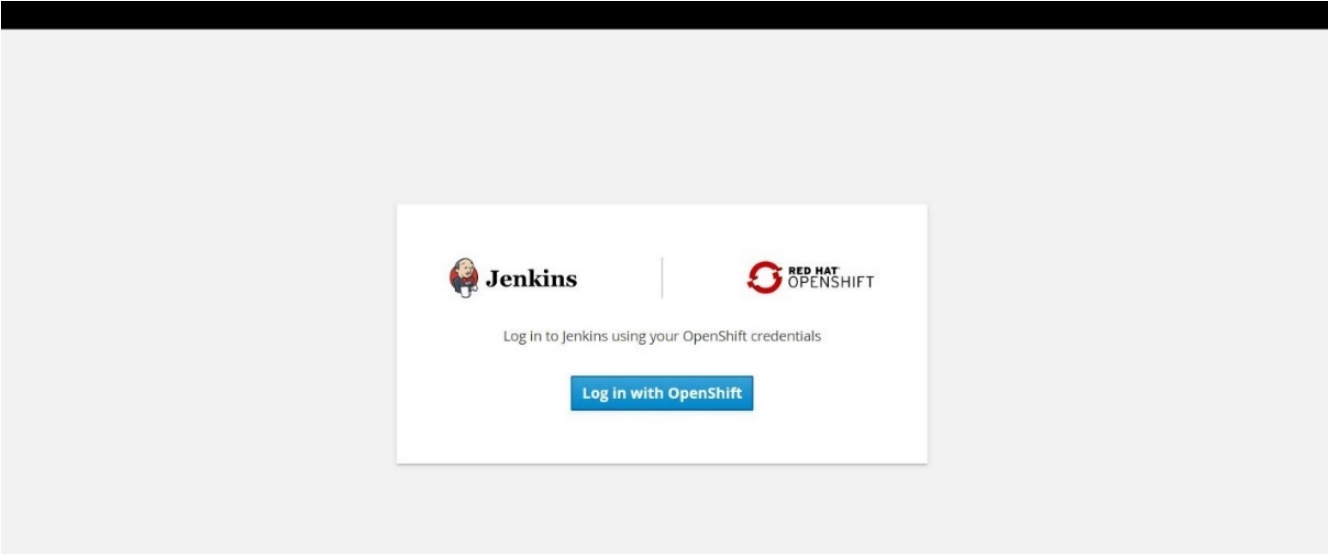 Jenkins
RED HAT
OPENSHIFT
Log in to Jenkins using your OpenShift credentials
Log in with OpenShift